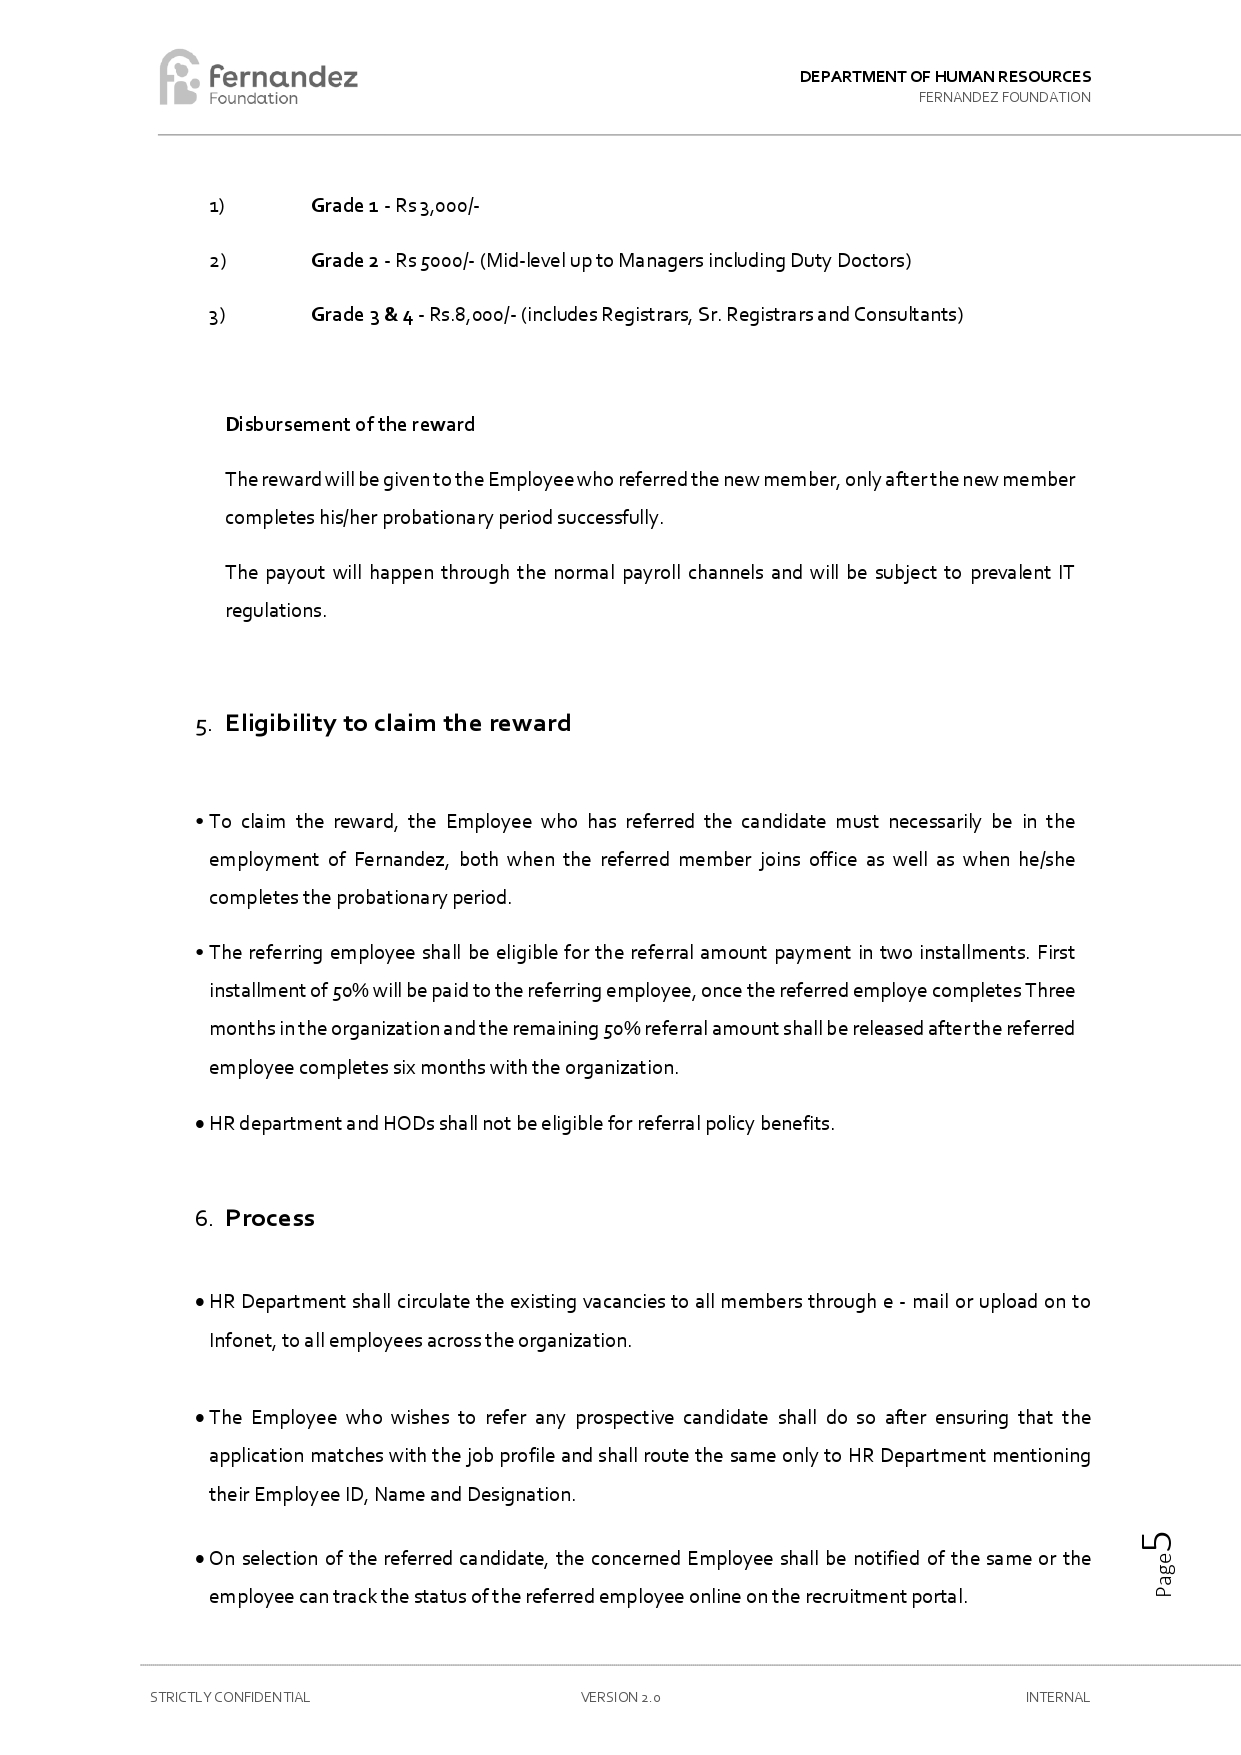 fernandez
Foundation
DEPARTMENT OF HUMAN RESOURCES
FERNANDEZ FOUNDATION
1) Grade 1 - Rs 3,000/-
2) Grade 2 - Rs 5000/- (Mid-level up to Managers including Duty Doctors)
3) Grade 3 & 4 - Rs.8,000/- (includes Registrars, Sr. Registrars and Consultants)
Disbursement of the reward
The reward will be given to the Employee who referred the new member, only after the new member
completes his/her probationary period successfully.
The payout will happen through the normal payroll channels and will be subject to prevalent IT
regulations.
5. Eligibility to claim the reward
• To claim the reward, the Employee who has referred the candidate must necessarily be in the
employment of Fernandez, both when the referred member joins office as well as when he/she
completes the probationary period.
• The referring employee shall be eligible for the referral amount payment in two installments. First
installment of 50% will be paid to the referring employee, once the referred employe completes Three
months in the organization and the remaining 50% referral amount shall be released after the referred
employee completes six months with the organization.
• HR department and HODs shall not be eligible for referral policy benefits.
6. Process
• HR Department shall circulate the existing vacancies to all members through e - mail or upload on to
Infonet, to all employees across the organization.
• The Employee who wishes to refer any prospective candidate shall do so after ensuring that the
application matches with the job profile and shall route the same only to HR Department mentioning
their Employee ID, Name and Designation.
• On selection of the referred candidate, the concerned Employee shall be notified of the same or the
employee can track the status of the referred employee online on the recruitment portal.
Page5
STRICTLY CONFIDENTIAL VERSION 2.0 INTERNAL